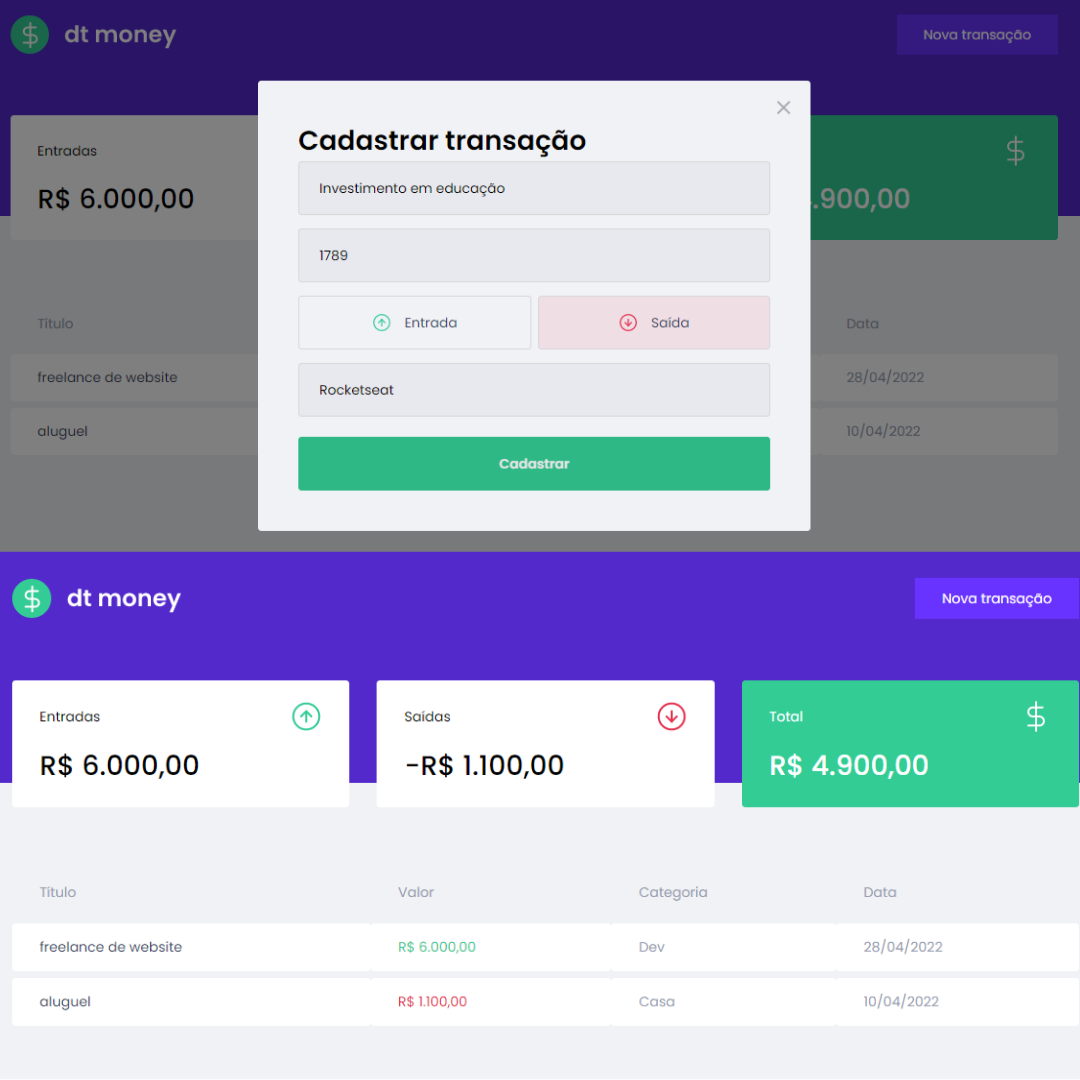 dt money
Nova transação
Cadastrar transação
Entradas
R$ 6.000,00
.900,00
Investimento em educação
1789
Entrada
Saída
Rocketseat
Cadastrar
Título
Data
freelance de website
28/04/2022
aluguel
10/04/2022
dt money
Nova transação
Entradas
Saídas
Total
R$ 6.000,00
-R$ 1.100,00
R$ 4.900,00
Título
Valor
Categoria
Data
freelance de website
R$ 6.000,00
Dev
28/04/2022
aluguel
R$ 1.100,00
Casa
10/04/2022